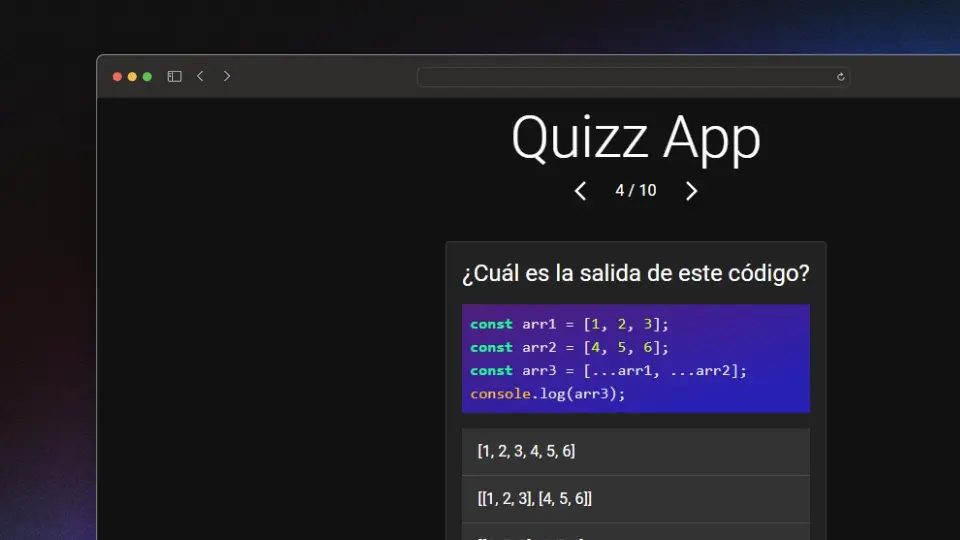 Quizz App
4 / 10
¿Cuál es la salida de este código?
const arr1 = [1, 2, 3];
const arr2 = [4, 5, 6];
const arr3 = [...arr1, ...arr2];
console.log(arr3);
[1, 2, 3, 4, 5, 6]
[[1, 2, 3], [4, 5, 6]]